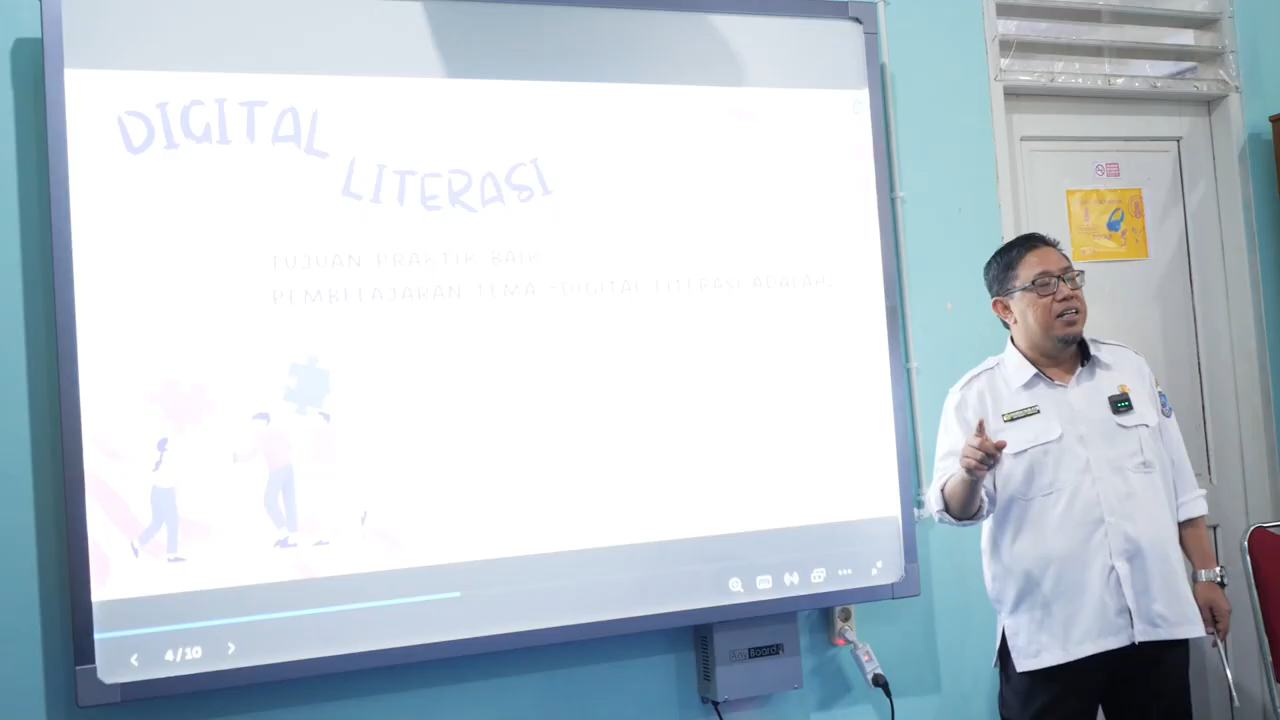 DIGITAL
LITERASI
TUJUAN PRAKTIK BAIK
PEMBELAJARAN TEMA "DIGITAL LITERASI ADALAH:
4/10